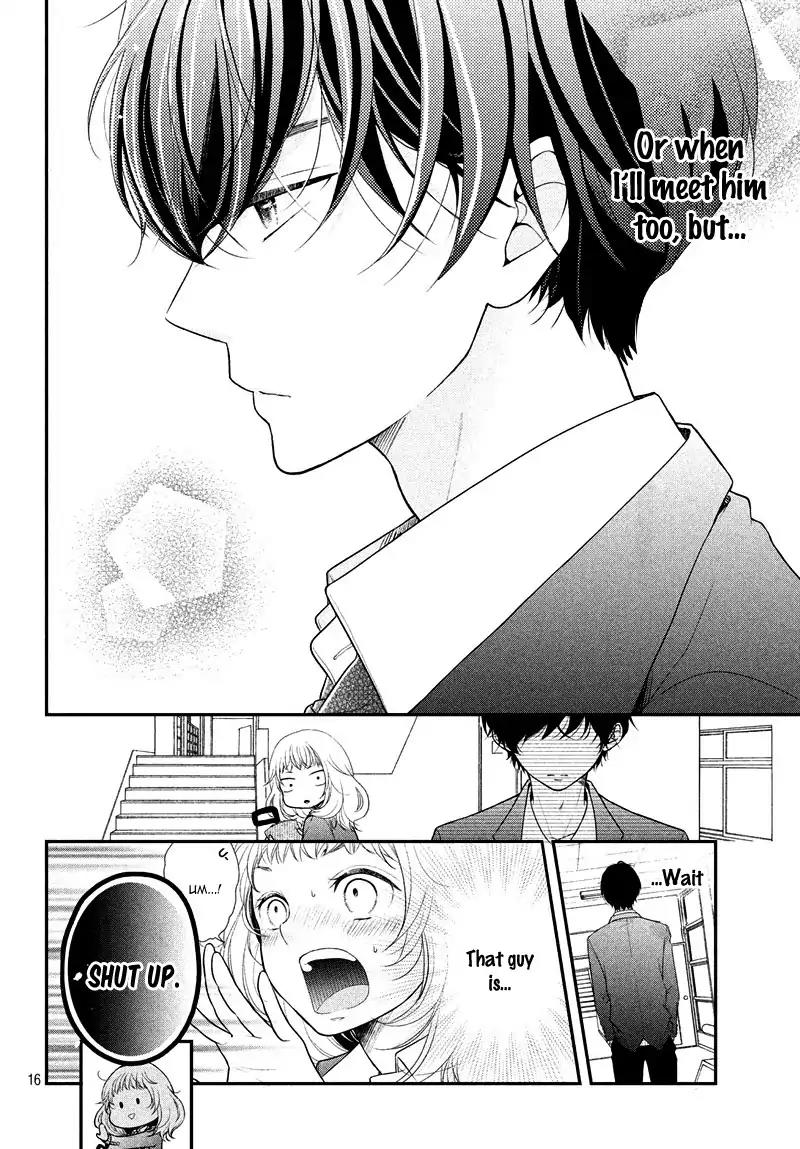 Or when
I'll meet him
too, but...
...Wait
That guy
is...
UM...!
SHUT UP.
16